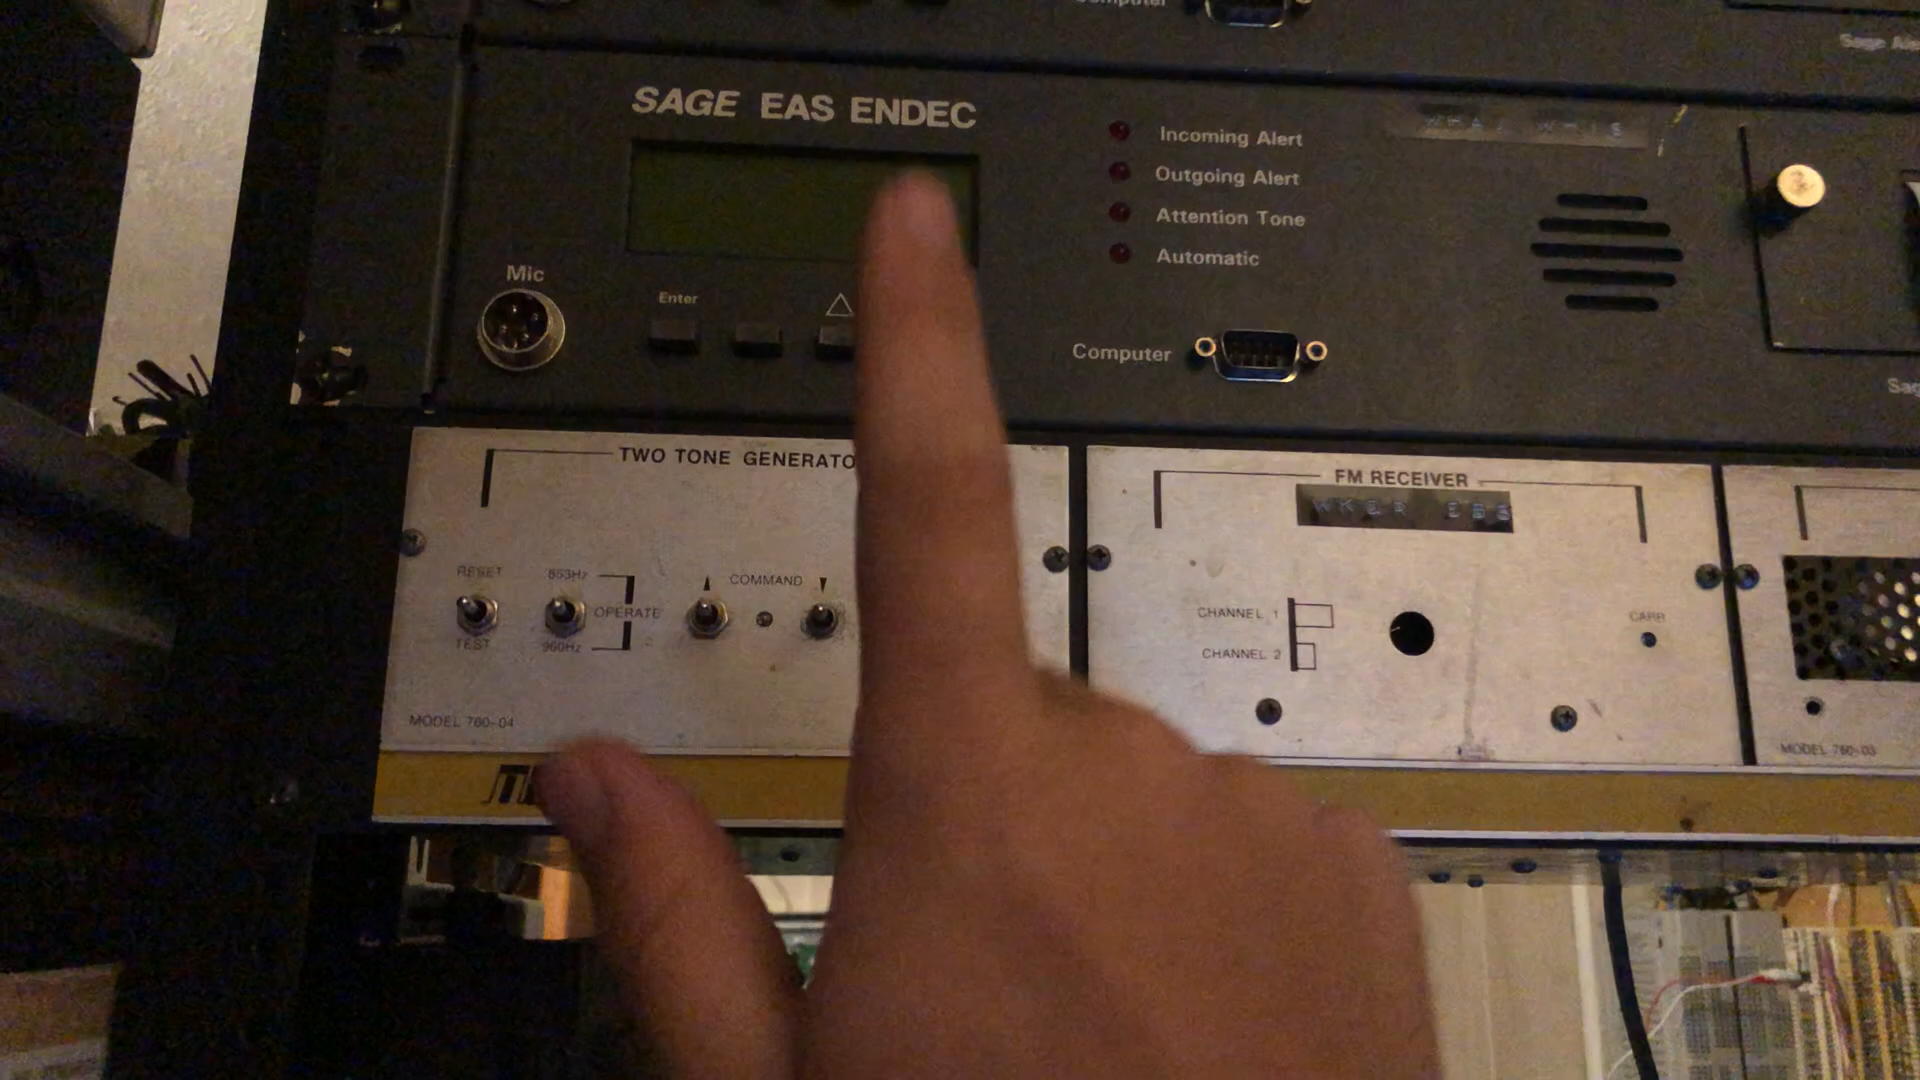 Computer
SAGE EAS ENDEC
Incoming Alert
Outgoing Alert
Attention Tone
Automatic
Mic
Enter
Computer
TWO TONE GENERATO
FM RECEIVER
RESET
853Hz
COMMAND
OPERATE
TEST
960Hz
CHANNEL 1
CHANNEL 2
CARR
MODEL 760-04
MODEL 760-03